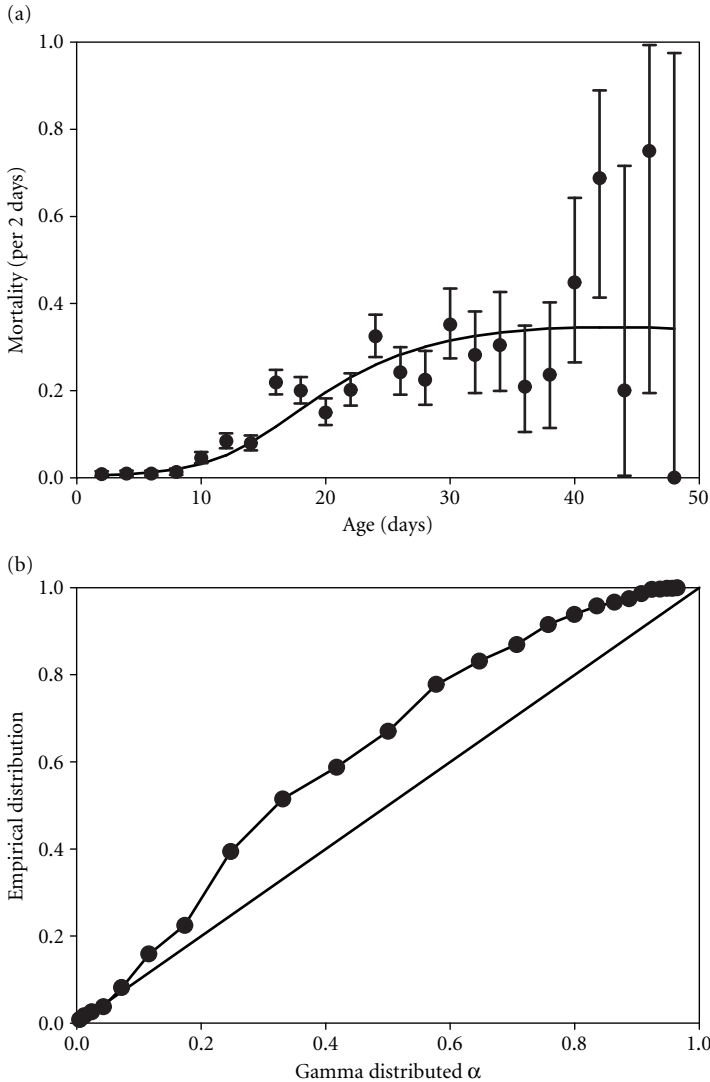 (a)
1.0
0.8
0.6
0.4
0.2
0.0
Mortality (per 2 days)
0 10 20 30 40 50
Age (days)
(b)
1.0
0.8
0.6
0.4
0.2
0.0
Empirical distribution
0.0 0.2 0.4 0.6 0.8 1.0
Gamma distributed α